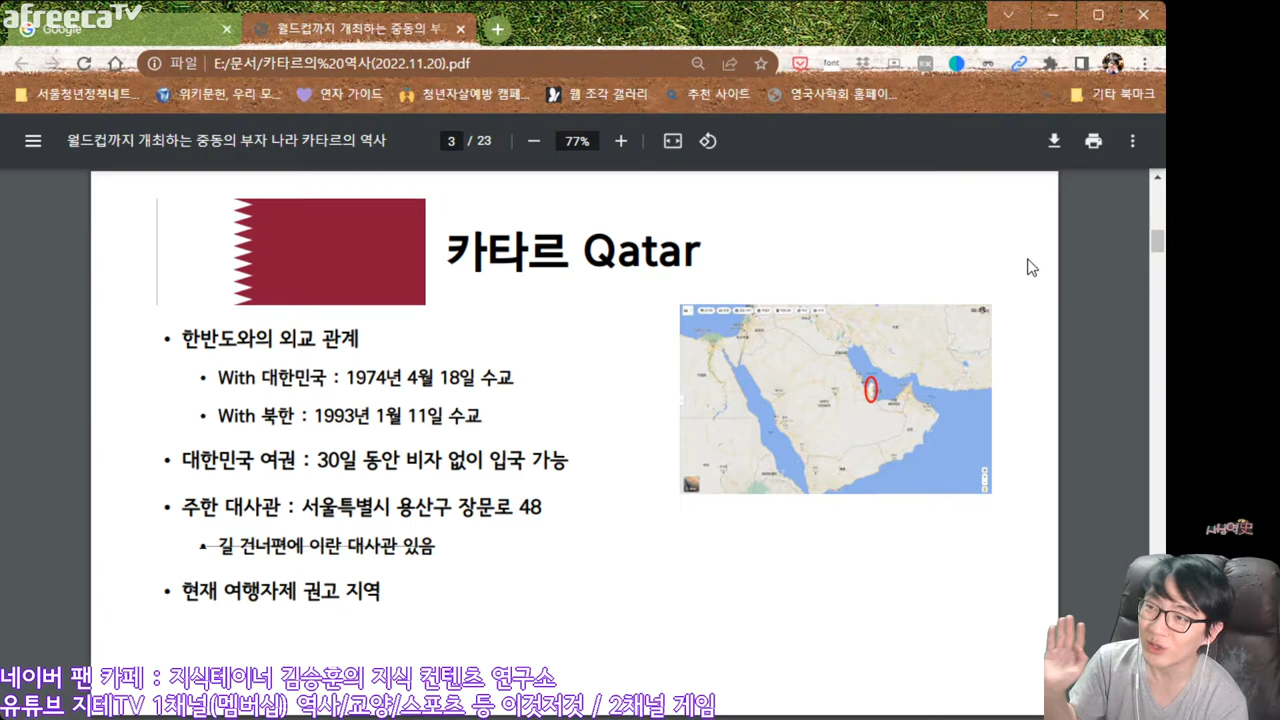 afreecaTV
Google
월드컵까지 개최하는 중동의 부
파일
E:/문서/카타르의%20역사(2022.11.20).pdf
font
서울청년정책네트...
위키문헌, 우리 모...
연자 가이드
청년자살예방 캠페...
웹 조각 갤러리
추천 사이트
영국사학회 홈페이...
기타 북마크
월드컵까지 개최하는 중동의 부자 나라 카타르의 역사
3 / 23
77%
카타르 Qatar
• 한반도와의 외교 관계
• With 대한민국 : 1974년 4월 18일 수교
• With 북한 : 1993년 1월 11일 수교
• 대한민국 여권 : 30일 동안 비자 없이 입국 가능
• 주한 대사관 : 서울특별시 용산구 장문로 48
• 길 건너편에 이란 대사관 있음
• 현재 여행자제 권고 지역
네이버 팬 카페 : 지식테이너 김승훈의 지식 컨텐츠 연구소
유튜브 지테TV 1채널(멤버십) 역사/교양/스포츠 등 이것저것 / 2채널 게임